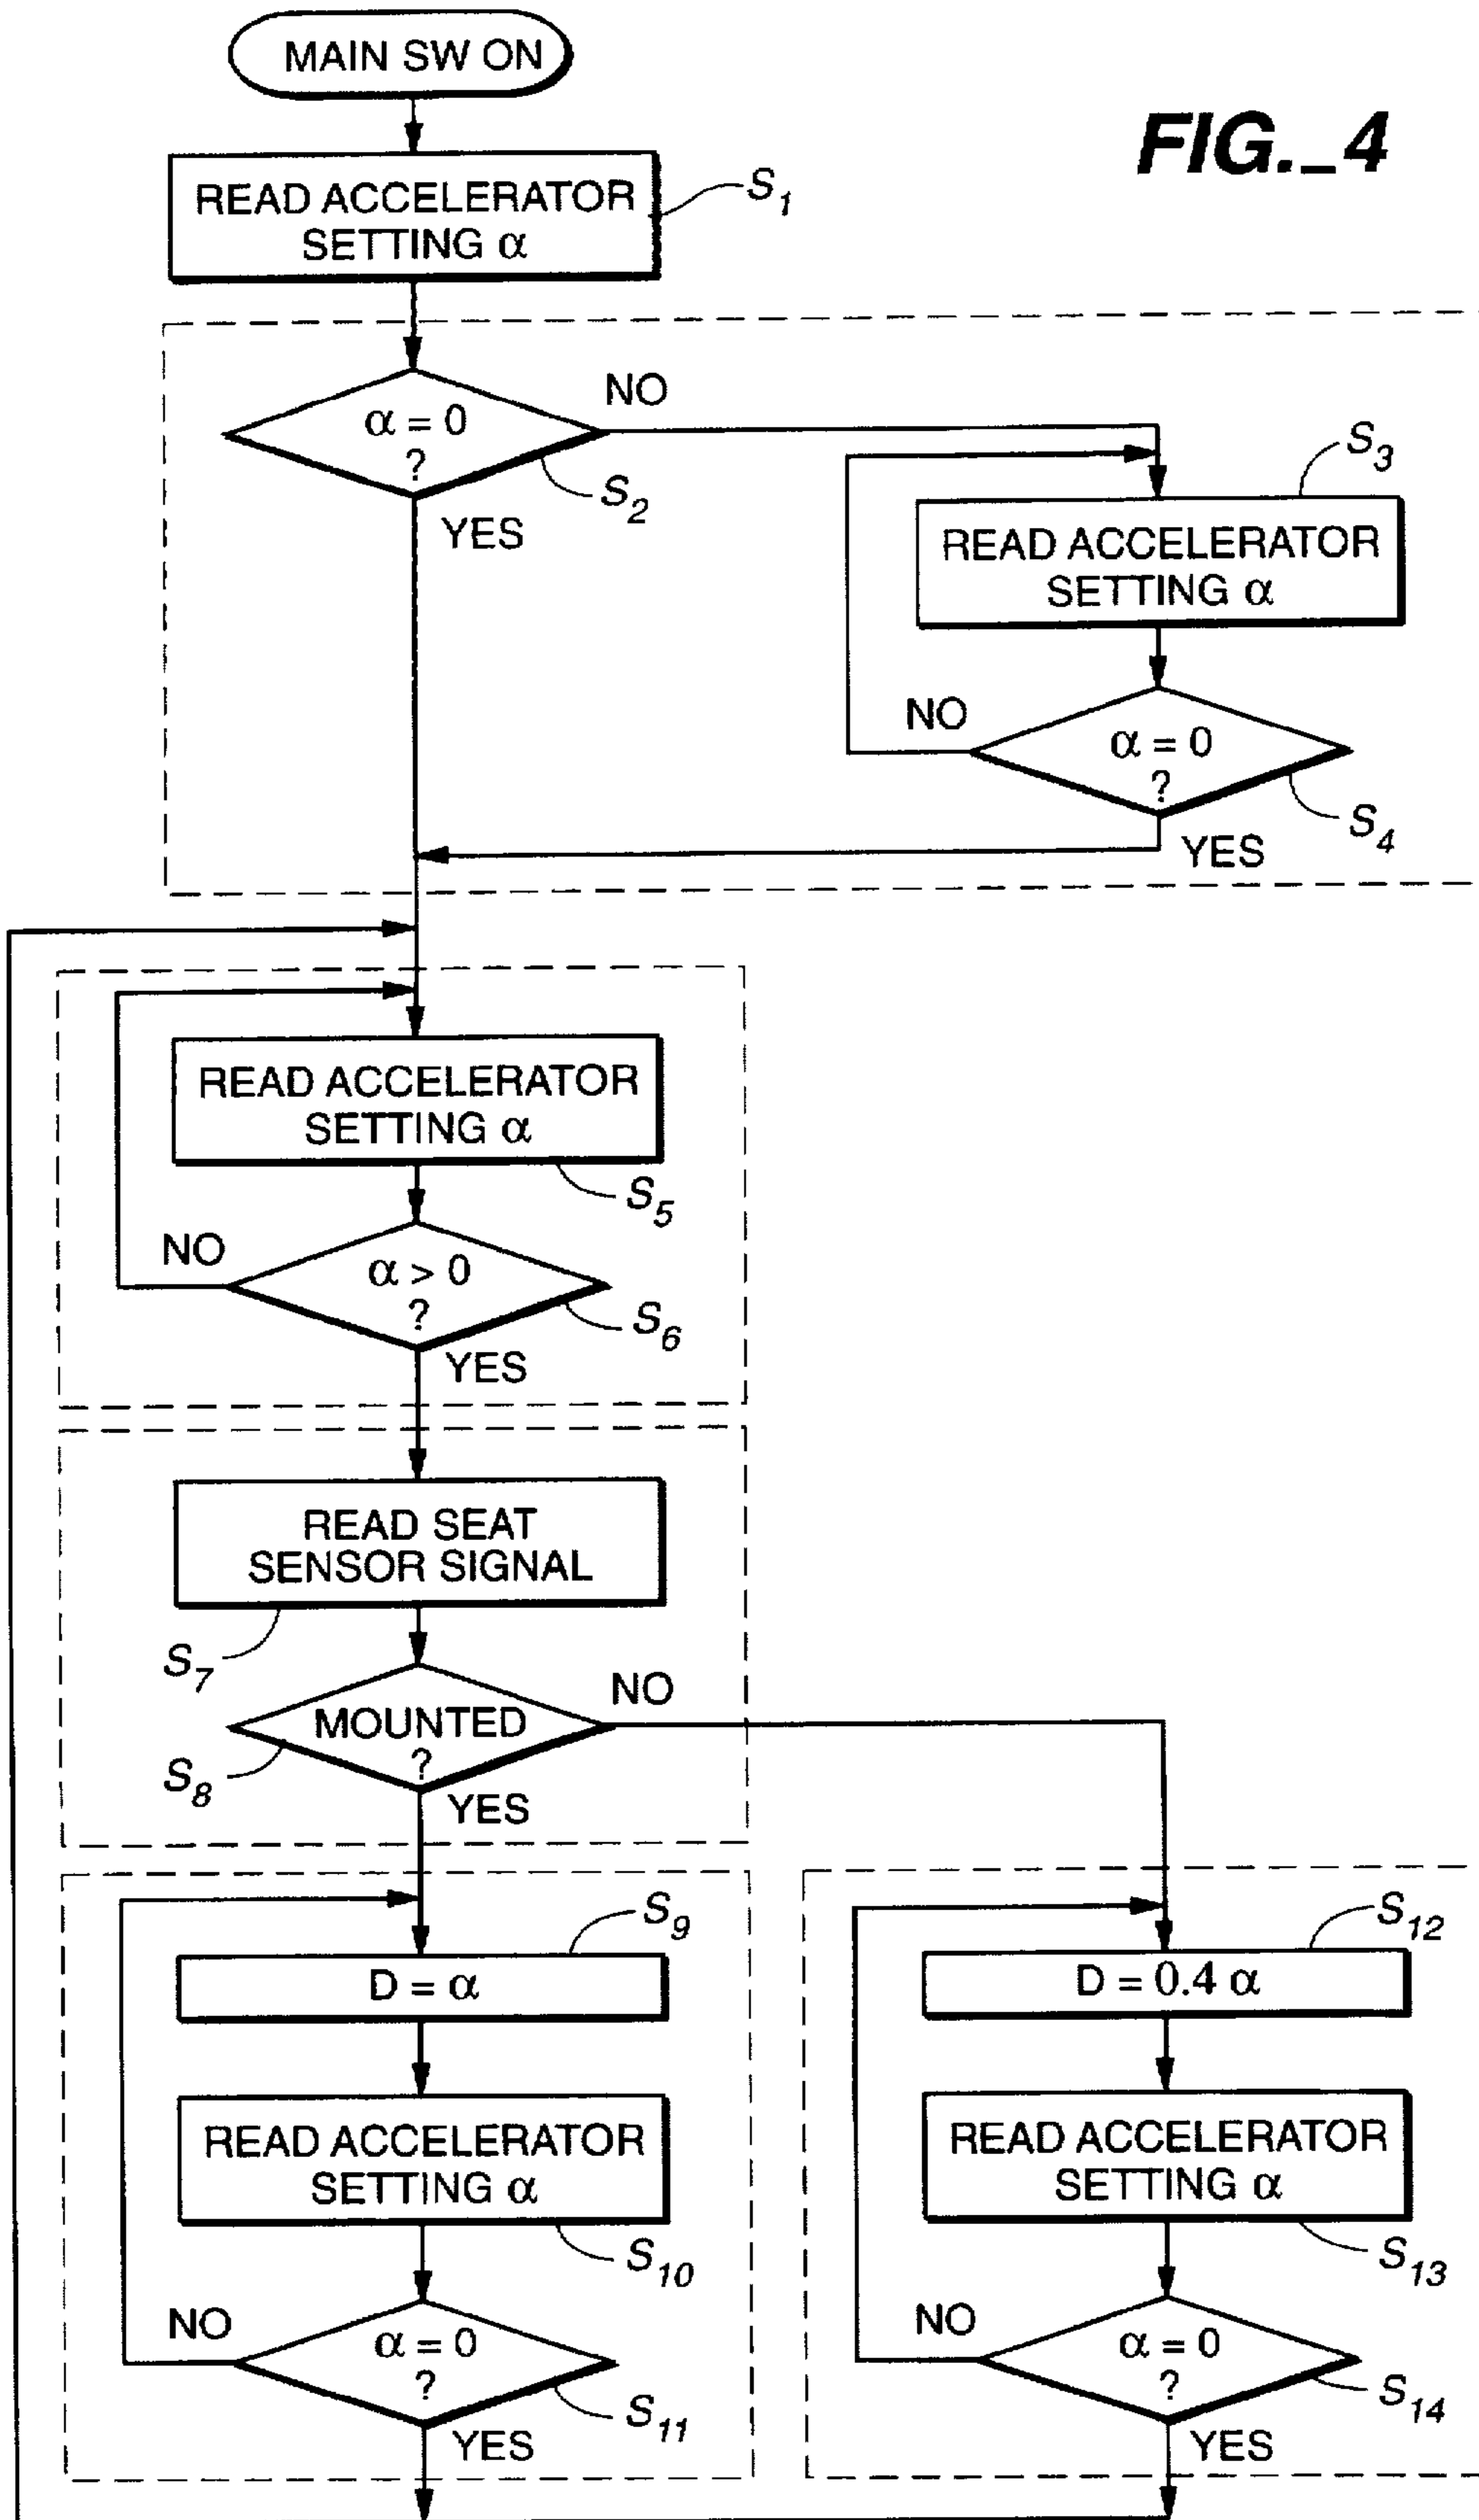 MAIN SW ON
FIG._4
READ ACCELERATOR
SETTING α
S1
α = 0
?
NO
S2
YES
S3
READ ACCELERATOR
SETTING α
NO
α = 0
?
S4
YES
READ ACCELERATOR
SETTING α
S5
NO
α > 0
?
S6
YES
READ SEAT
SENSOR SIGNAL
S7
NO
MOUNTED
?
S8
YES
S9
D = α
S12
D = 0.4 α
READ ACCELERATOR
SETTING α
S10
READ ACCELERATOR
SETTING α
S13
NO
α = 0
?
S11
YES
NO
α = 0
?
S14
YES